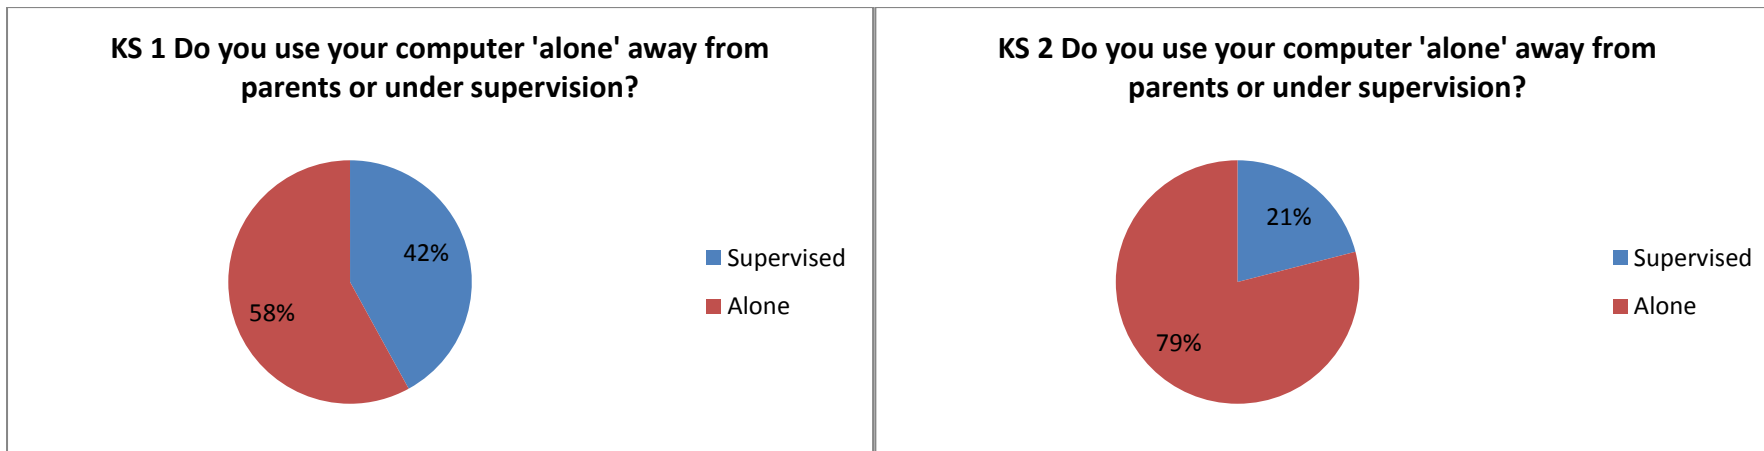 KS 1 Do you use your computer 'alone' away from
parents or under supervision?
42%
58%
Supervised
Alone
KS 2 Do you use your computer 'alone' away from
parents or under supervision?
21%
79%
Supervised
Alone